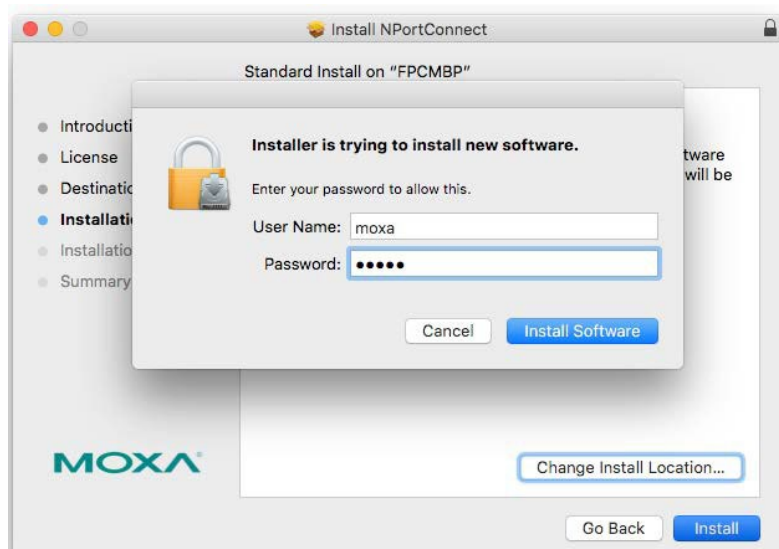 Install NPortConnect
Standard Install on "FPCMBP"
Introducti
License
Destinatio
Installati
Installatio
Summary
Installer is trying to install new software.
Enter your password to allow this.
User Name: moxa
Password: •••••
Cancel Install Software
tware
will be
MOXA
Change Install Location...
Go Back Install